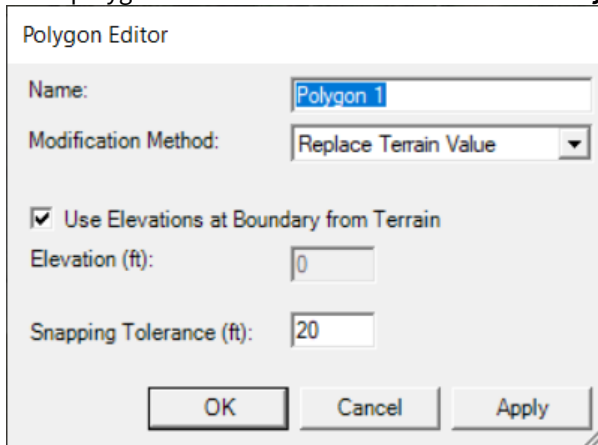 Polygon Editor
Name: Polygon 1
Modification Method: Replace Terrain Value
Use Elevations at Boundary from Terrain
Elevation (ft): 0
Snapping Tolerance (ft): 20
OK Cancel Apply